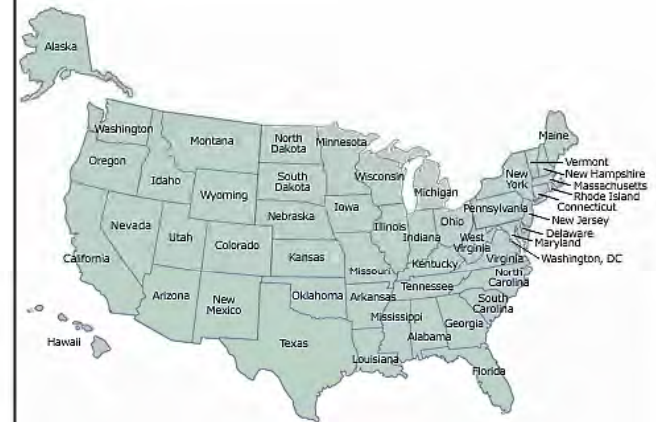 Alaska
Washington
Montana
North
Dakota
Minnesota
Maine
Vermont
New Hampshire
Massachusetts
Rhode Island
Connecticut
New Jersey
Delaware
Maryland
Washington, DC
Oregon
Idaho
Wyoming
South
Dakota
Wisconsin
Michigan
New
York
Nebraska
Iowa
Pennsylvania
Nevada
Utah
Colorado
Kansas
Illinois
Indiana
Ohio
West
Virginia
Virginia
California
Missouri
Kentucky
North
Carolina
Arizona
New
Mexico
Oklahoma
Arkansas
Tennessee
South
Carolina
Mississippi
Georgia
Alabama
Hawaii
Texas
Louisiana
Florida